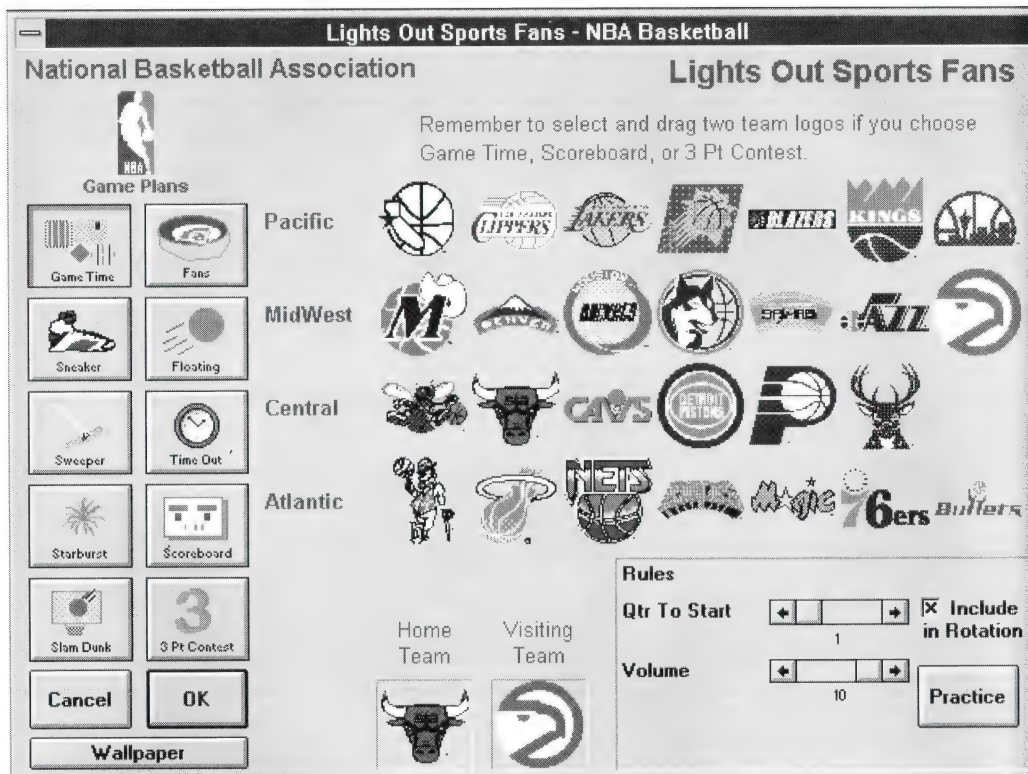 Lights Out Sports Fans - NBA Basketball
National Basketball Association
Lights Out Sports Fans
NBA
Remember to select and drag two team logos if you choose
Game Time, Scoreboard, or 3 Pt Contest.
Game Plans
Game Time
Fans
Sneaker
Floating
Sweeper
Time Out
Starburst
Scoreboard
Slam Dunk
3
3 Pt Contest
Cancel
OK
Wallpaper
Pacific
CLIPPERS
LAKERS
BLAZERS
KINGS
MidWest
M
DENVER
JAZZ
Central
CAVS
DETROIT
PISTONS
P
Atlantic
NETS
Magic
76ers
Bullets
Home
Team
Visiting
Team
Rules
Qtr To Start
1
Include
in Rotation
Volume
10
Practice